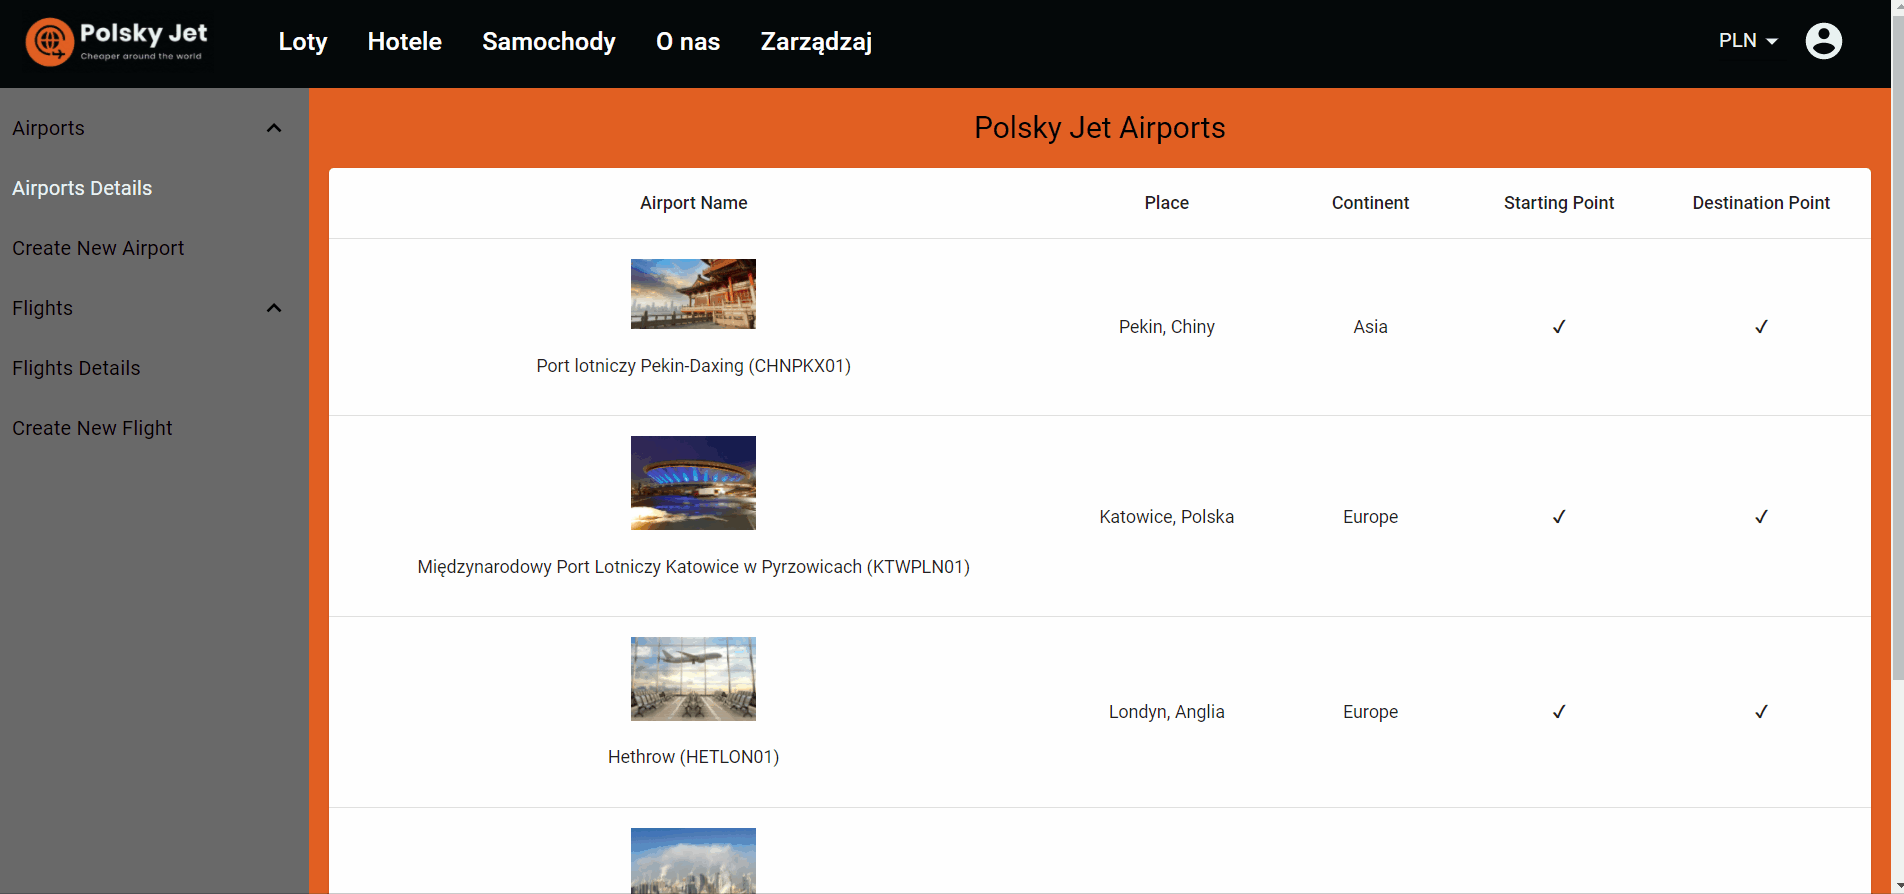 Polsky Jet
Cheaper around the world
Loty Hotele Samochody O nas Zarządzaj PLN
Airports
Airports Details
Create New Airport
Flights
Flights Details
Create New Flight
Polsky Jet Airports
Airport Name Place Continent Starting Point Destination Point
Port lotniczy Pekin-Daxing (CHNPKX01) Pekin, Chiny Asia ✓ ✓
Międzynarodowy Port Lotniczy Katowice w Pyrzowicach (KTWPLN01) Katowice, Polska Europe ✓ ✓
Hethrow (HETLON01) Londyn, Anglia Europe ✓ ✓